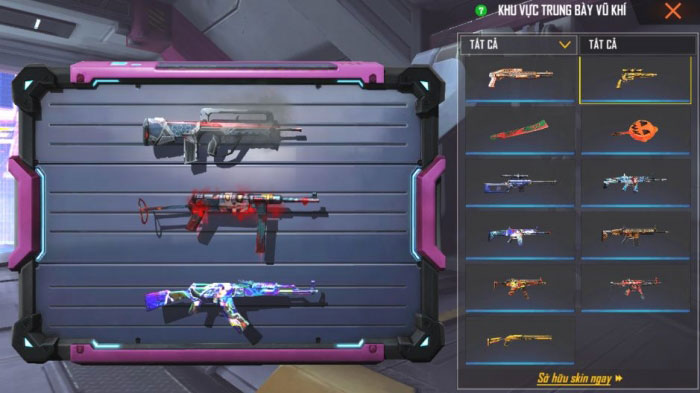 ? KHU VỰC TRƯNG BÀY VŨ KHÍ
TẤT CẢ
TẤT CẢ
Sở hữu skin ngay